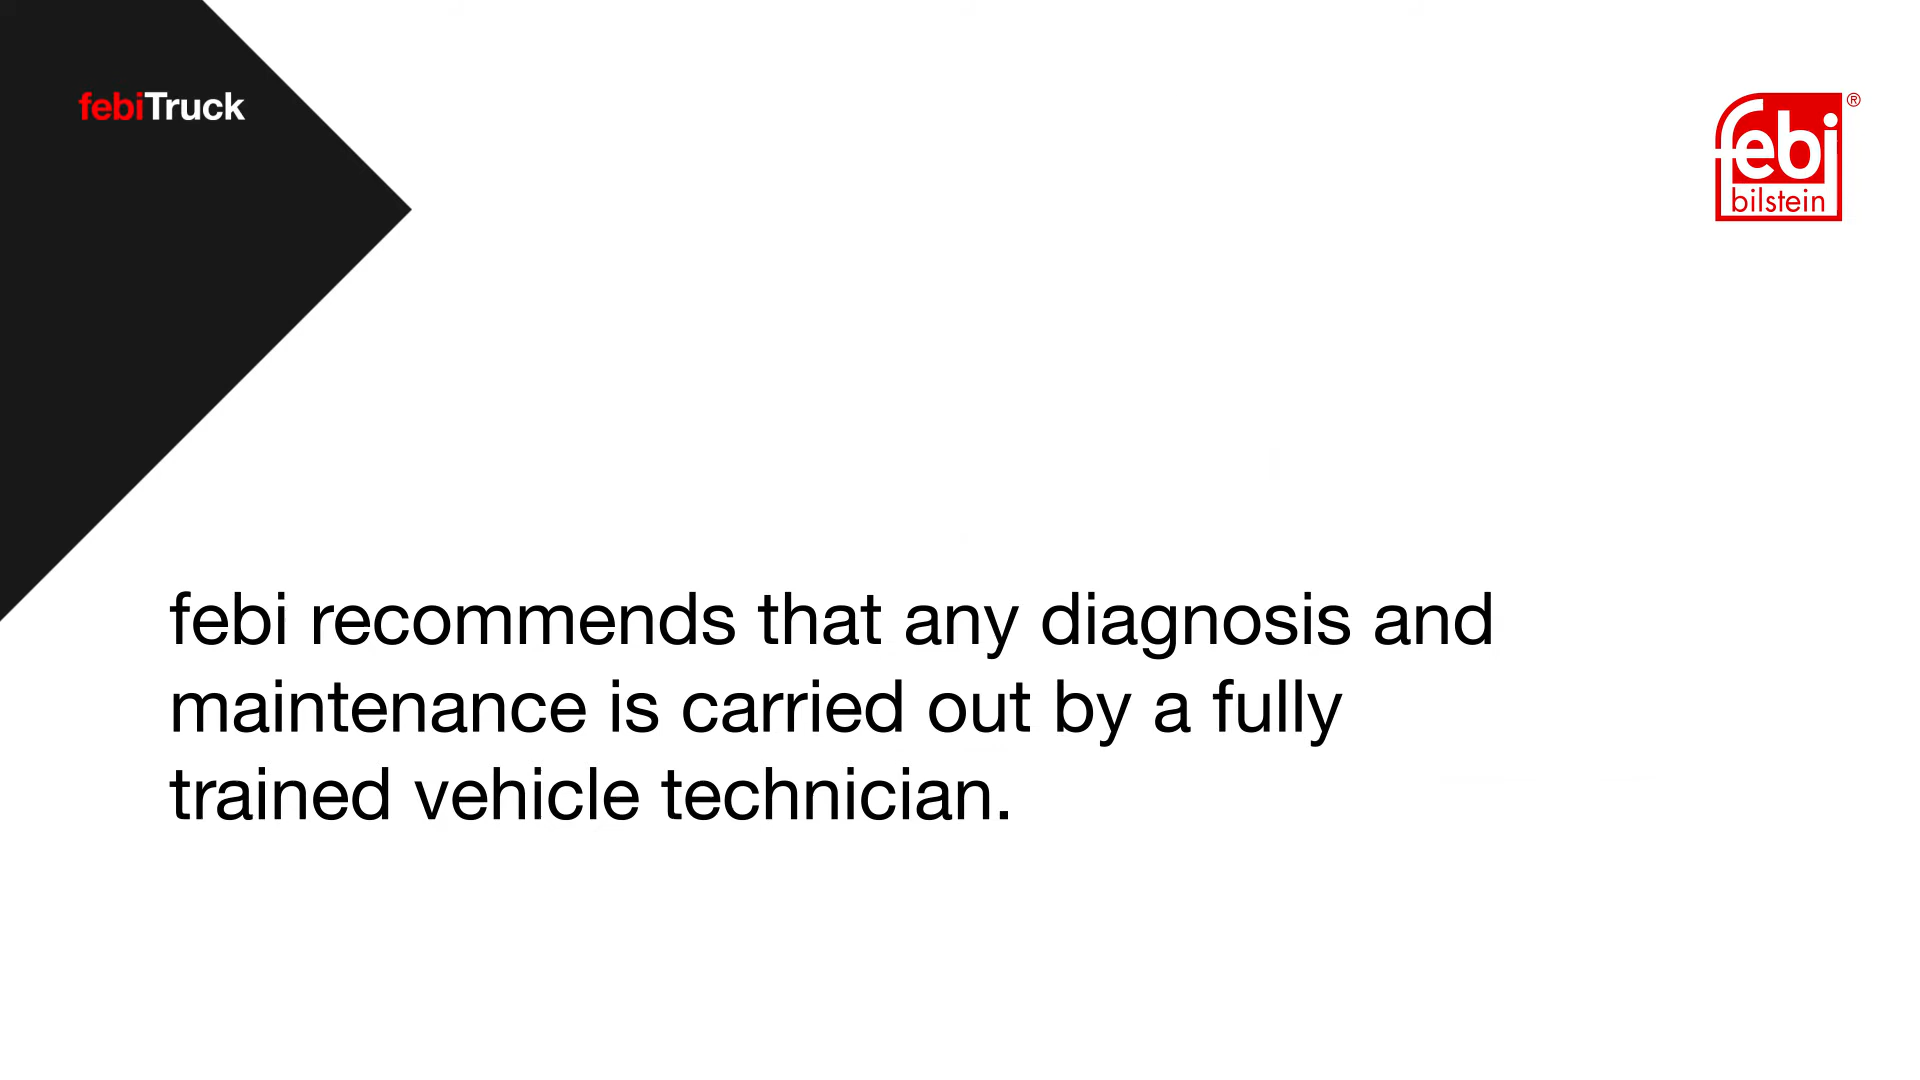 febiTruck
febi®
bilstein
febi recommends that any diagnosis and
maintenance is carried out by a fully
trained vehicle technician.